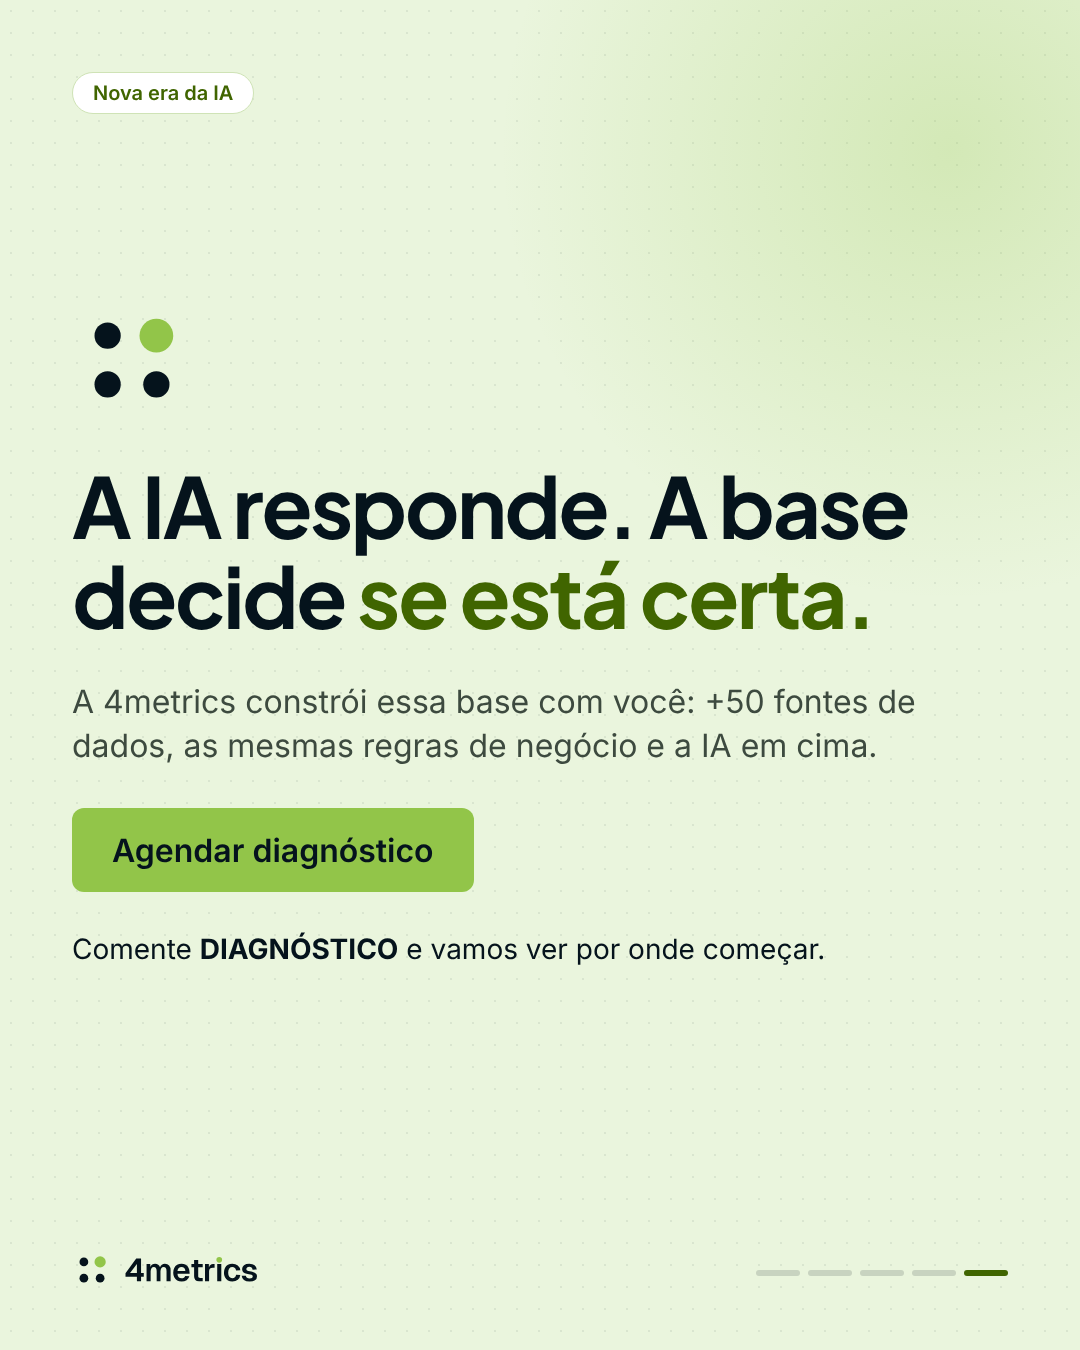 Nova era da IA
A IA responde. A base
decide se está certa.
A 4metrics constrói essa base com você: +50 fontes de
dados, as mesmas regras de negócio e a IA em cima.
Agendar diagnóstico
Comente DIAGNÓSTICO e vamos ver por onde começar.
4metrics